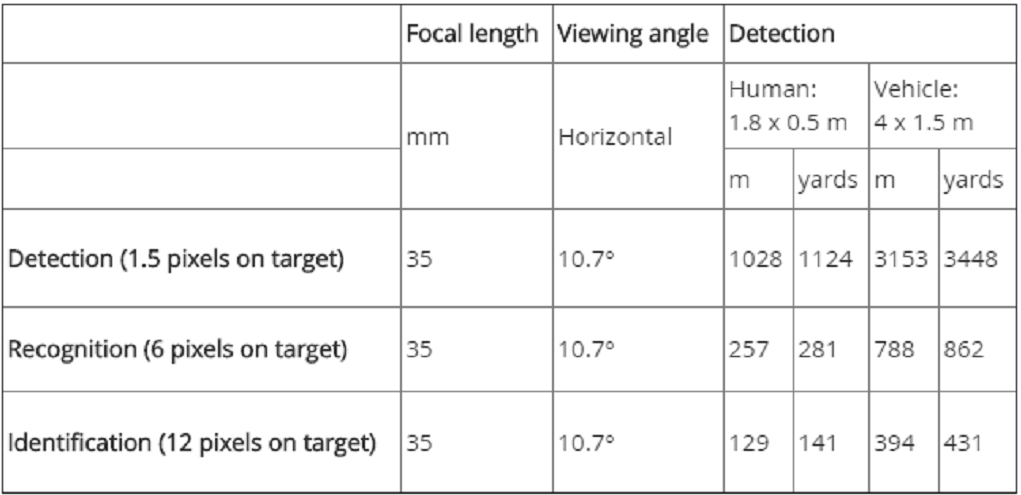 Focal length Viewing angle Detection
Human: Vehicle:
1.8 x 0.5 m 4 x 1.5 m
mm Horizontal
m yards m yards
Detection (1.5 pixels on target) 35 10.7° 1028 1124 3153 3448
Recognition (6 pixels on target) 35 10.7° 257 281 788 862
Identification (12 pixels on target) 35 10.7° 129 141 394 431